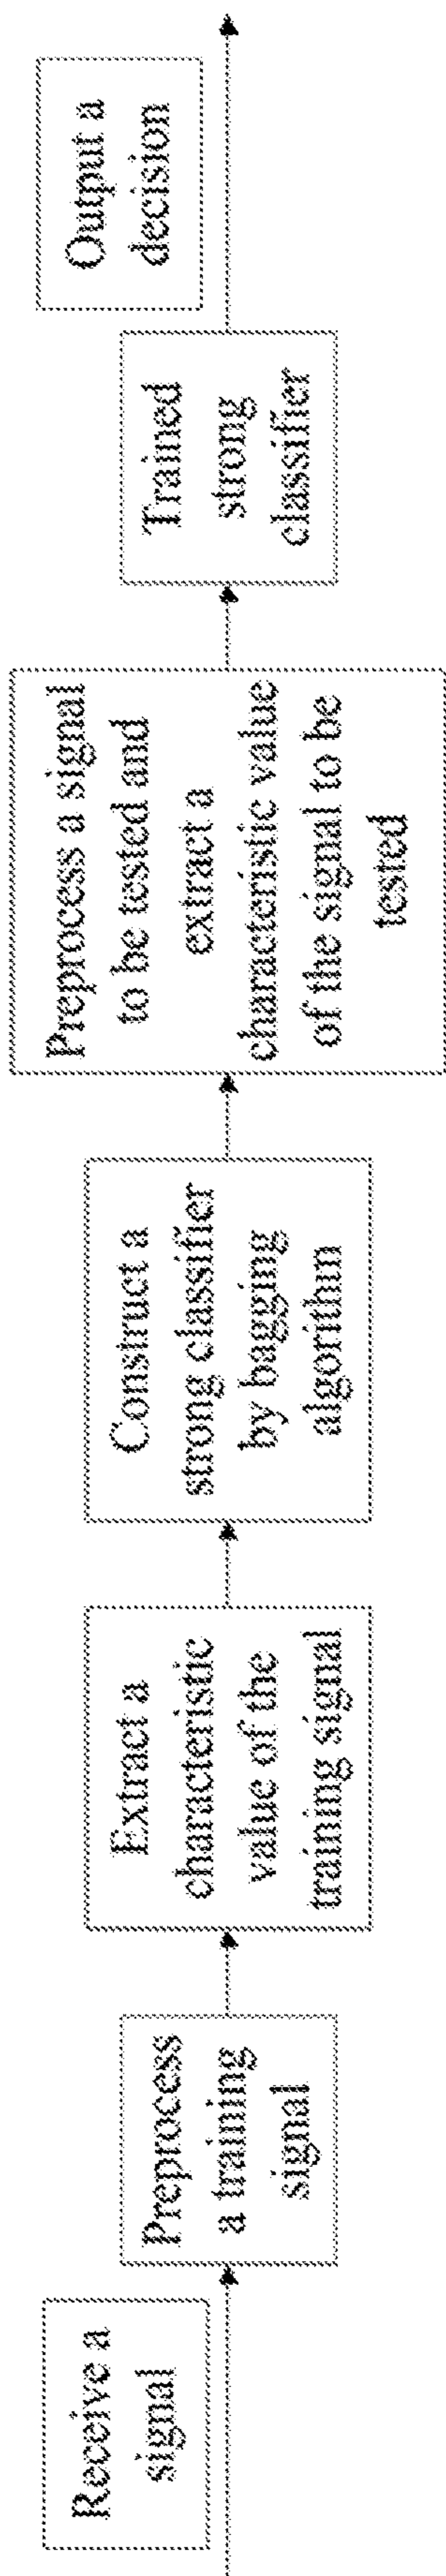 Receive a
signal
Preprocess
a training
signal
Extract a
characteristic
value of the
training signal
Construct a
strong classifier
by bagging
algorithm
Preprocess a signal
to be tested and
extract a
characteristic value
of the signal to be
tested
Trained
strong
classifier
Output a
decision